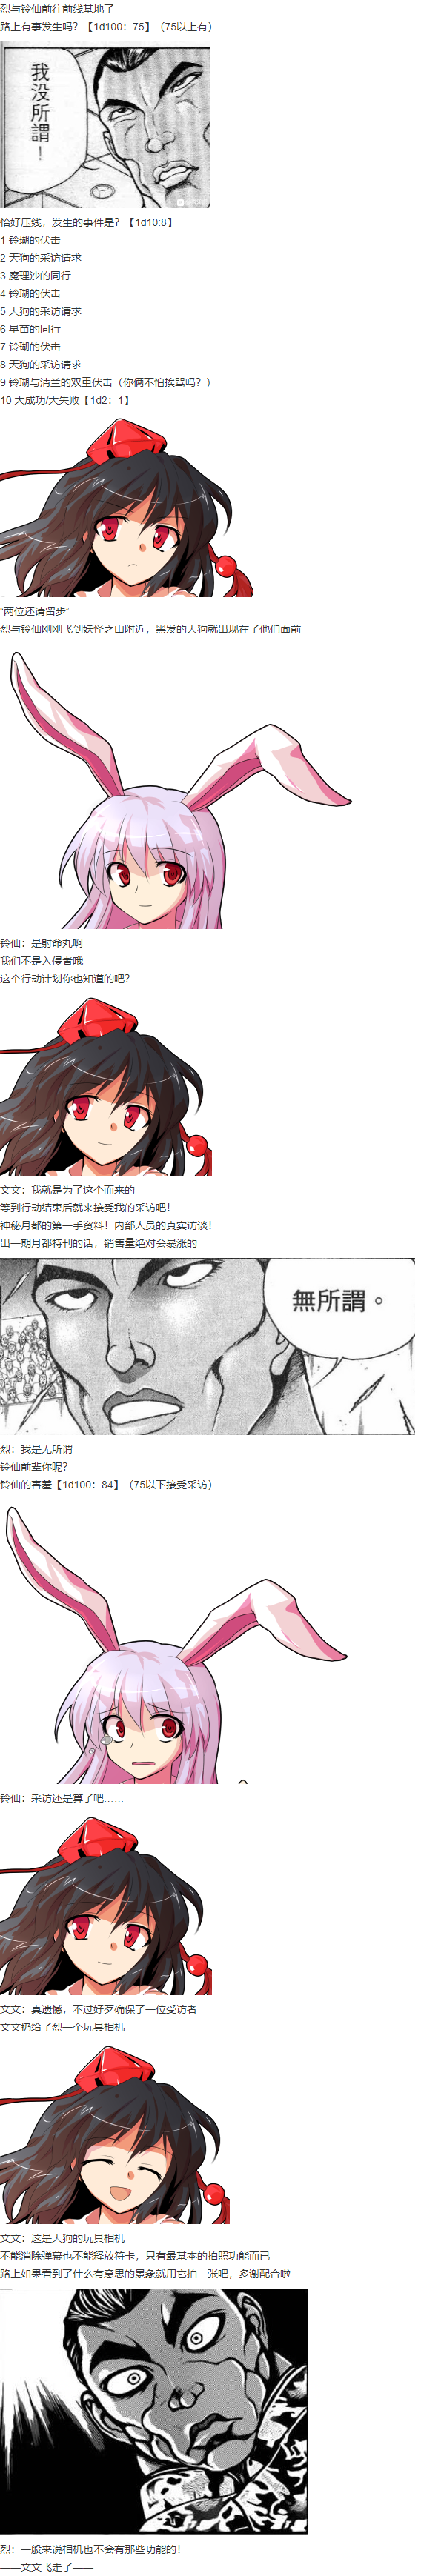 烈与铃仙前往前线基地了
路上有事发生吗？【1d100：75】（75以上有）
我没所謂！
恰好压线，发生的事件是？【1d10:8】
1 铃瑚的伏击
2 天狗的采访请求
3 魔理沙的同行
4 铃瑚的伏击
5 天狗的采访请求
6 早苗的同行
7 铃瑚的伏击
8 天狗的采访请求
9 铃瑚与清兰的双重伏击（你俩不怕挨骂吗？）
10 大成功/大失败【1d2：1】
“两位还请留步”
烈与铃仙刚刚飞到妖怪之山附近，黑发的天狗就出现在了他们面前
铃仙：是射命丸啊
我们不是入侵者哦
这个行动计划你也知道的吧？
文文：我就是为了这个而来的
等到行动结束后就来接受我的采访吧！
神秘月都的第一手资料！内部人员的真实访谈！
出一期月都特刊的话，销售量绝对会暴涨的
無所謂。
烈：我是无所谓
铃仙前辈你呢？
铃仙的害羞【1d100：84】（75以下接受采访）
铃仙：采访还是算了吧……
文文：真遗憾，不过好歹确保了一位受访者
文文扔给了烈一个玩具相机
文文：这是天狗的玩具相机
不能消除弹幕也不能释放符卡，只有最基本的拍照功能而已
路上如果看到了什么有意思的景象就用它拍一张吧，多谢配合啦
烈：一般来说相机也不会有那些功能的！
——文文飞走了——